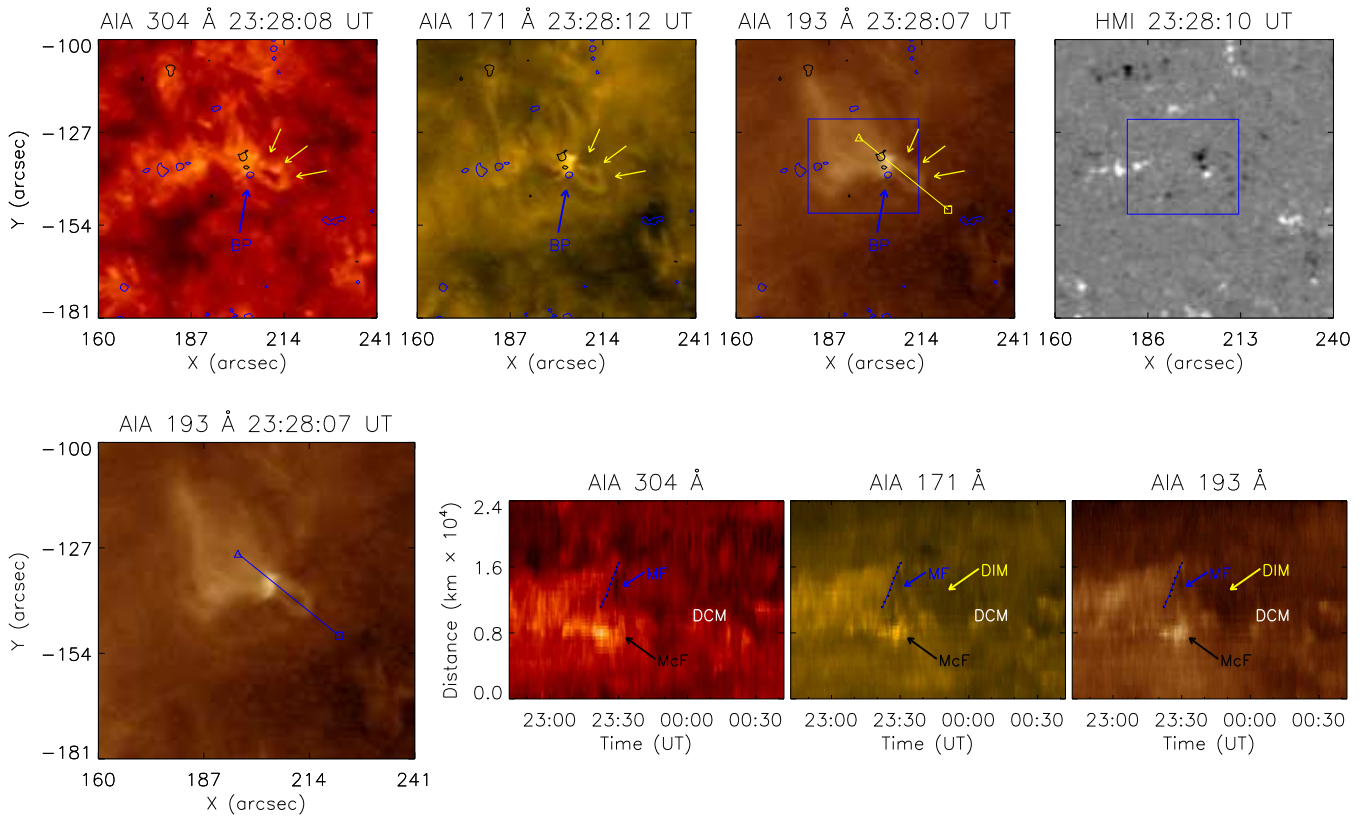 AIA 304 Å 23:28:08 UT
AIA 171 Å 23:28:12 UT
AIA 193 Å 23:28:07 UT
HMI 23:28:10 UT
−100
−127
−154
−181
Y (arcsec)
BP
BP
BP
−100
−127
−154
−181
160 187 214 241
160 187 214 241
160 187 214 241
160 186 213 240
X (arcsec)
X (arcsec)
X (arcsec)
X (arcsec)
AIA 193 Å 23:28:07 UT
−100
−127
−154
−181
Y (arcsec)
160 187 214 241
X (arcsec)
AIA 304 Å
AIA 171 Å
AIA 193 Å
Distance (km × 10⁴)
2.4
1.6
0.8
0.0
MF
DCM
McF
MF
DIM
DCM
McF
MF
DIM
DCM
McF
23:00 23:30 00:00 00:30
23:00 23:30 00:00 00:30
23:00 23:30 00:00 00:30
Time (UT)
Time (UT)
Time (UT)